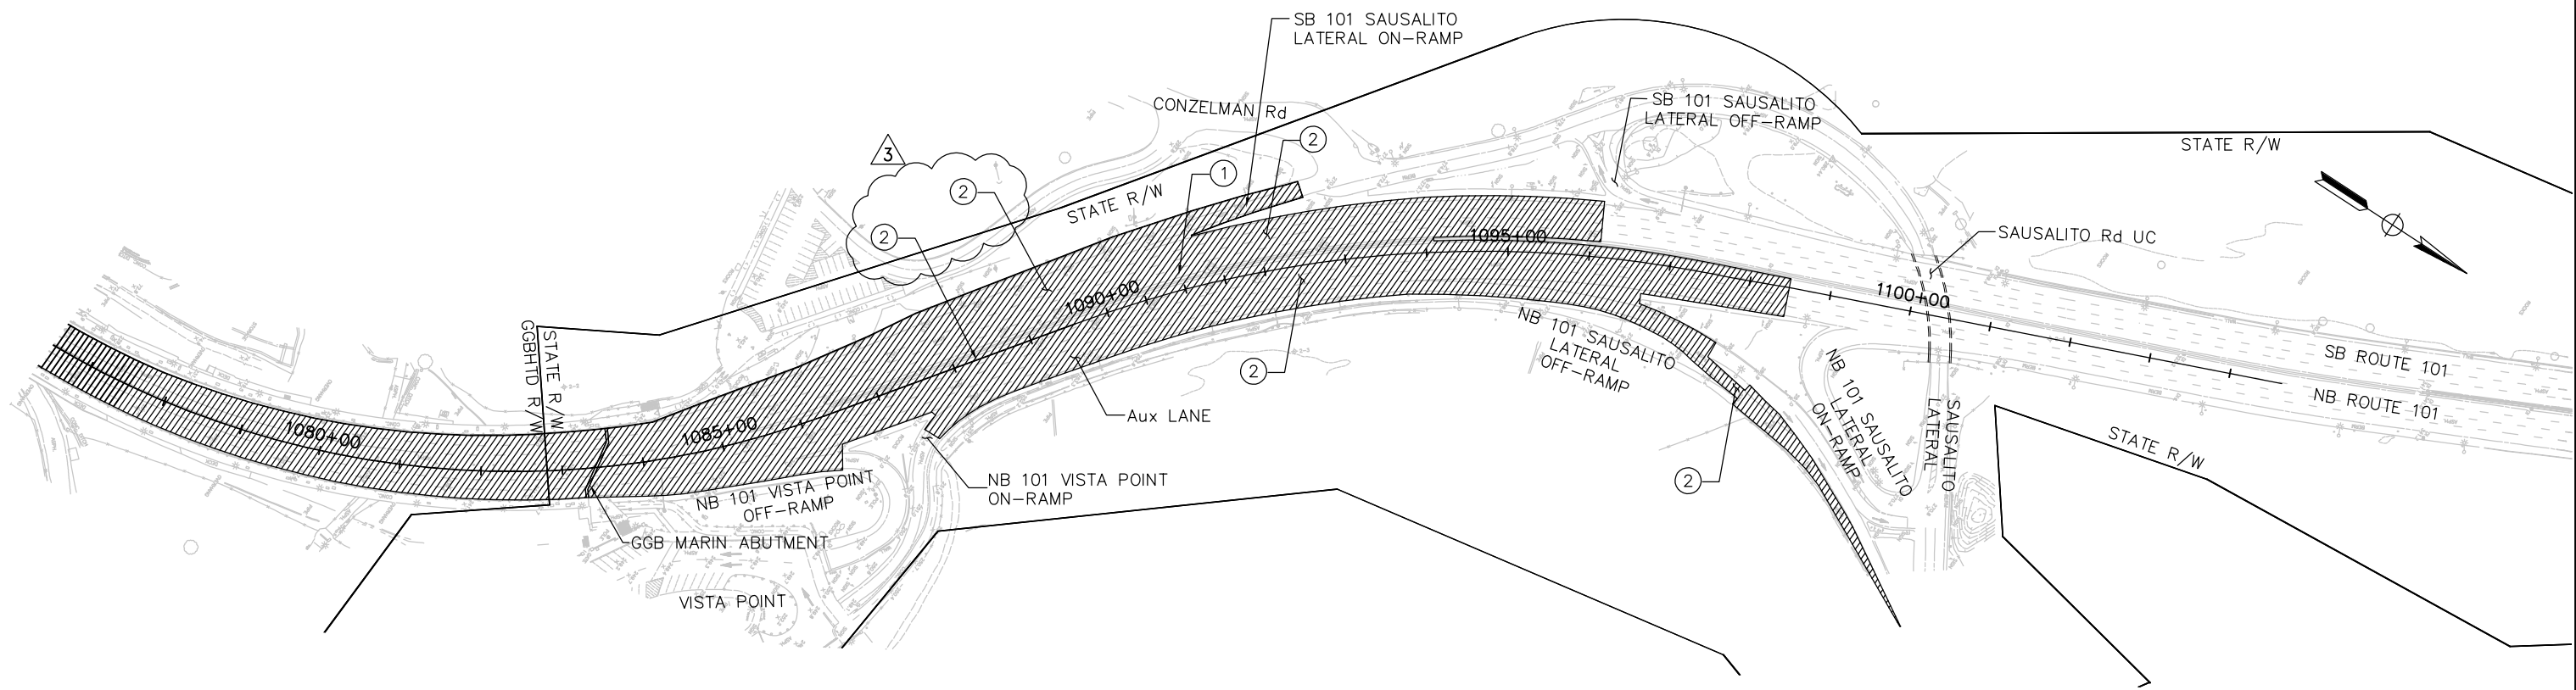 SB 101 SAUSALITO
LATERAL ON-RAMP
CONZELMAN Rd
SB 101 SAUSALITO
LATERAL OFF-RAMP
STATE R/W
3
2
2
1
2
STATE R/W
SAUSALITO Rd UC
1095+00
1090+00
1100+00
GGBHTD R/W
STATE R/W
1080+00
1085+00
2
NB 101 SAUSALITO
LATERAL
OFF-RAMP
SB ROUTE 101
NB ROUTE 101
Aux LANE
NB 101 SAUSALITO
LATERAL
ON-RAMP
SAUSALITO
LATERAL
STATE R/W
NB 101 VISTA POINT
OFF-RAMP
NB 101 VISTA POINT
ON-RAMP
2
GGB MARIN ABUTMENT
VISTA POINT